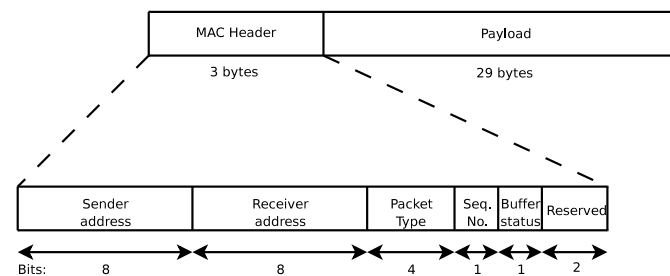 MAC Header Payload
3 bytes 29 bytes
Sender address
Receiver address
Packet Type
Seq. No.
Buffer status
Reserved
Bits: 8 8 4 1 1 2